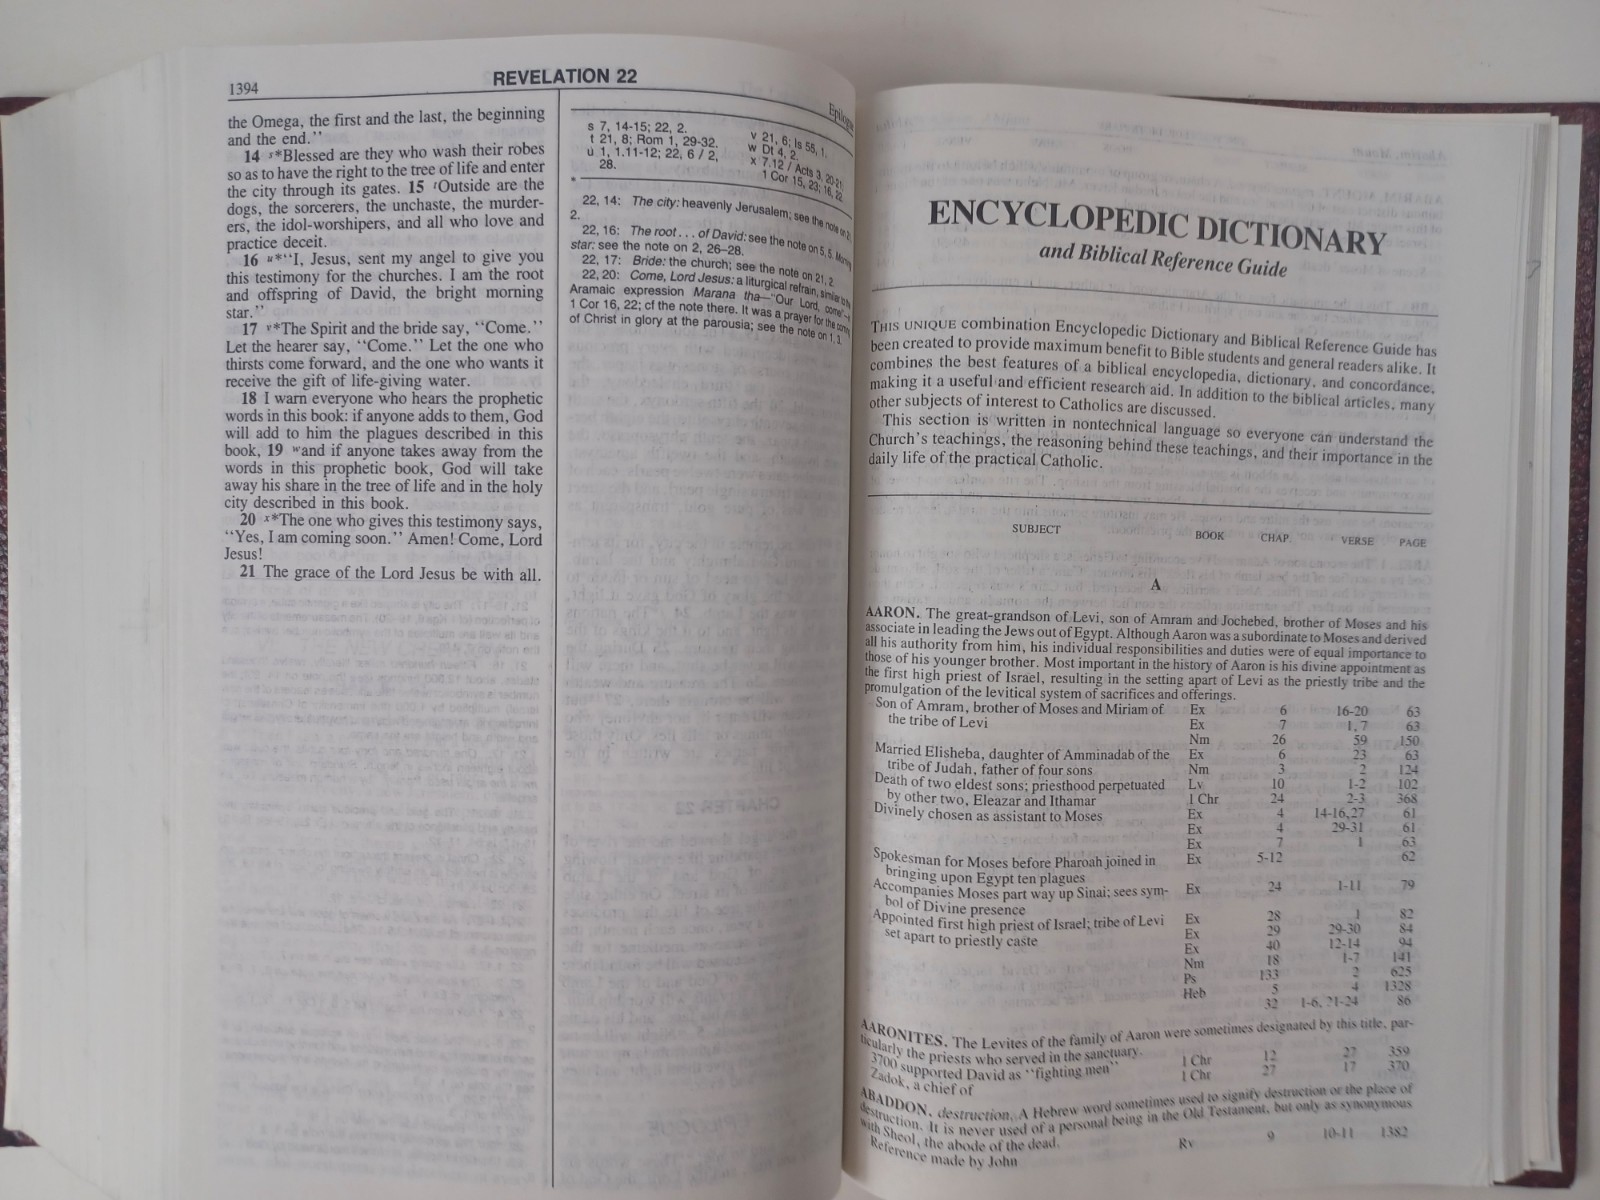 1394
REVELATION 22
Epilogue
the Omega, the first and the last, the beginning
and the end.''
14 s*Blessed are they who wash their robes
so as to have the right to the tree of life and enter
the city through its gates. 15 tOutside are the
dogs, the sorcerers, the unchaste, the murder-
ers, the idol-worshipers, and all who love and
practice deceit.
16 u*''I, Jesus, sent my angel to give you
this testimony for the churches. I am the root
and offspring of David, the bright morning
star.''
17 v*The Spirit and the bride say, ''Come.''
Let the hearer say, ''Come.'' Let the one who
thirsts come forward, and the one who wants it
receive the gift of life-giving water.
18 I warn everyone who hears the prophetic
words in this book: if anyone adds to them, God
will add to him the plagues described in this
book, 19 wand if anyone takes away from the
words in this prophetic book, God will take
away his share in the tree of life and in the holy
city described in this book.
20 x*The one who gives this testimony says,
''Yes, I am coming soon.'' Amen! Come, Lord
Jesus!
21 The grace of the Lord Jesus be with all.
s 7, 14-15; 22, 2.
t 21, 8; Rom 1, 29-32.
u 1, 1.11-12; 22, 6 / 2,
28.
v 21, 6; Is 55, 1.
w Dt 4, 2.
x 7.12 / Acts 3, 20-21
1 Cor 15, 23; 16, 22
22, 14: The city: heavenly Jerusalem; see the note on 21
2.
22, 16: The root . . . of David: see the note on 5, 5. Morning
star: see the note on 2, 26–28.
22, 17: Bride: the church; see the note on 21, 2.
22, 20: Come, Lord Jesus: a liturgical refrain, similar to the
Aramaic expression Marana tha—''Our Lord, come!''
1 Cor 16, 22; cf the note there. It was a prayer for the coming
of Christ in glory at the parousia; see the note on 1, 3.
ENCYCLOPEDIC DICTIONARY
and Biblical Reference Guide
THIS UNIQUE combination Encyclopedic Dictionary and Biblical Reference Guide has
been created to provide maximum benefit to Bible students and general readers alike. It
combines the best features of a biblical encyclopedia, dictionary, and concordance,
making it a useful and efficient research aid. In addition to the biblical articles, many
other subjects of interest to Catholics are discussed.
This section is written in nontechnical language so everyone can understand the
Church's teachings, the reasoning behind these teachings, and their importance in the
daily life of the practical Catholic.
SUBJECT BOOK CHAP. VERSE PAGE
A
AARON. The great-grandson of Levi, son of Amram and Jochebed, brother of Moses and his
associate in leading the Jews out of Egypt. Although Aaron was a subordinate to Moses and derived
all his authority from him, his individual responsibilities and duties were of equal importance to
those of his younger brother. Most important in the history of Aaron is his divine appointment as
the first high priest of Israel, resulting in the setting apart of Levi as the priestly tribe and the
promulgation of the levitical system of sacrifices and offerings.
Son of Amram, brother of Moses and Miriam of Ex 6 16-20 63
the tribe of Levi Ex 7 1, 7 63
Nm 26 59 150
Married Elisheba, daughter of Amminadab of the Ex 6 23 63
tribe of Judah, father of four sons Nm 3 2 124
Death of two eldest sons; priesthood perpetuated Lv 10 1-2 102
by other two, Eleazar and Ithamar 1 Chr 24 2-3 368
Divinely chosen as assistant to Moses Ex 4 14-16,27 61
Ex 4 29-31 61
Ex 7 1 63
Spokesman for Moses before Pharoah joined in Ex 5-12 62
bringing upon Egypt ten plagues
Accompanies Moses part way up Sinai; sees sym- Ex 24 1-11 79
bol of Divine presence
Appointed first high priest of Israel; tribe of Levi Ex 28 1 82
set apart to priestly caste Ex 29 29-30 84
Ex 40 12-14 94
Nm 18 1-7 141
Ps 133 2 625
Heb 5 4 1328
32 1-6, 21-24 86
AARONITES. The Levites of the family of Aaron were sometimes designated by this title, par-
ticularly the priests who served in the sanctuary.
3700 supported David as ''fighting men'' 1 Chr 12 27 359
Zadok, a chief of 1 Chr 27 17 370
ABADDON, destruction. A Hebrew word sometimes used to signify destruction or the place of
destruction. It is never used of a personal being in the Old Testament, but only as synonymous
with Sheol, the abode of the dead.
Reference made by John Rv 9 10-11 1382